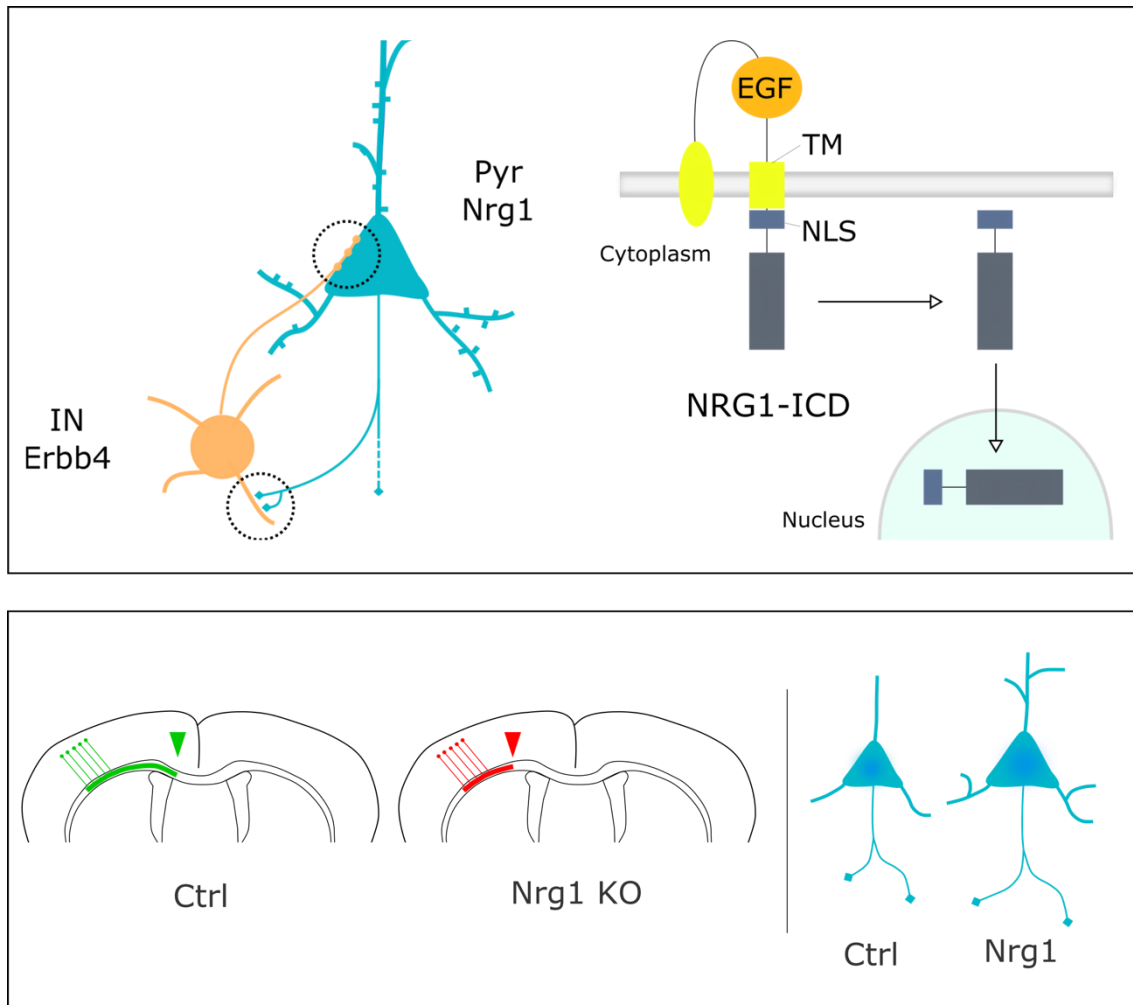 Pyr
Nrg1
IN
Erbb4
EGF
TM
NLS
Cytoplasm
NRG1-ICD
Nucleus
Ctrl
Nrg1 KO
Ctrl
Nrg1